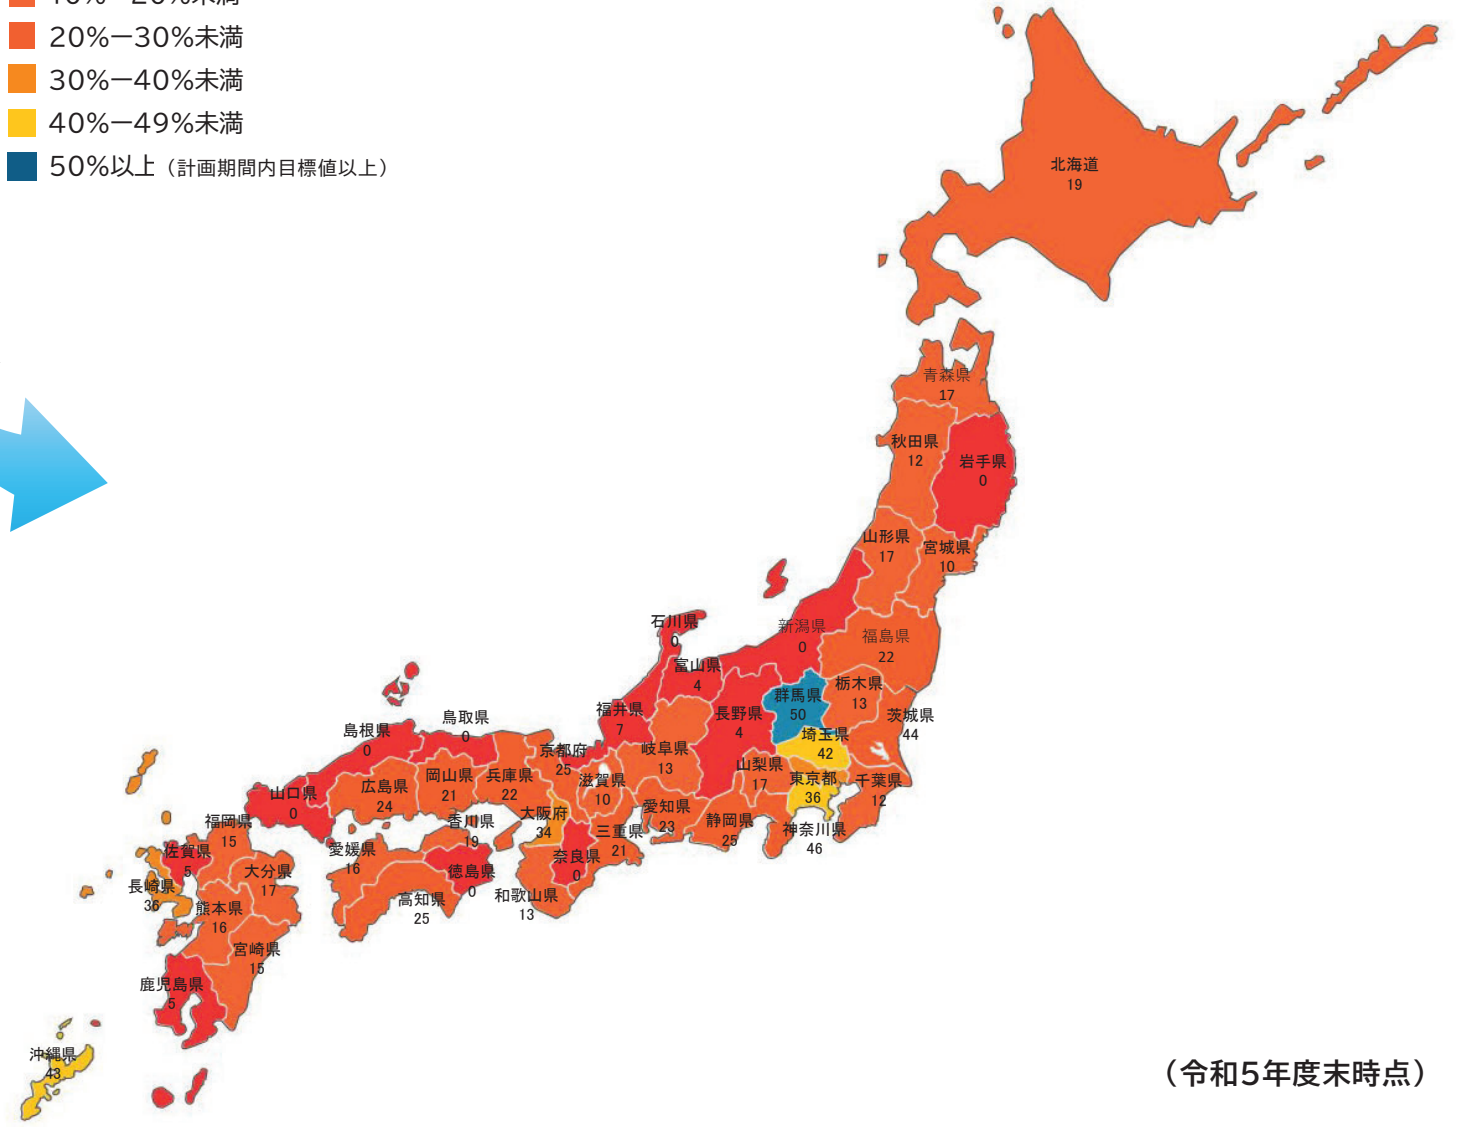 20%ー30%未満
30%ー40%未満
40%ー49%未満
50%以上（計画期間内目標値以上）
北海道
19
青森県
17
秋田県
12
岩手県
0
山形県
17
宮城県
10
石川県
0
新潟県
0
福島県
22
富山県
4
群馬県
50
栃木県
13
福井県
7
長野県
4
茨城県
44
島根県
0
鳥取県
0
京都府
25
岐阜県
13
埼玉県
42
広島県
24
岡山県
21
兵庫県
22
滋賀県
10
山梨県
17
東京都
36
千葉県
12
山口県
0
大阪府
34
愛知県
23
静岡県
25
神奈川県
46
福岡県
15
香川県
19
三重県
21
佐賀県
5
愛媛県
16
奈良県
0
大分県
17
徳島県
0
長崎県
36
熊本県
16
高知県
25
和歌山県
13
宮崎県
15
鹿児島県
5
沖縄県
43
（令和5年度末時点）